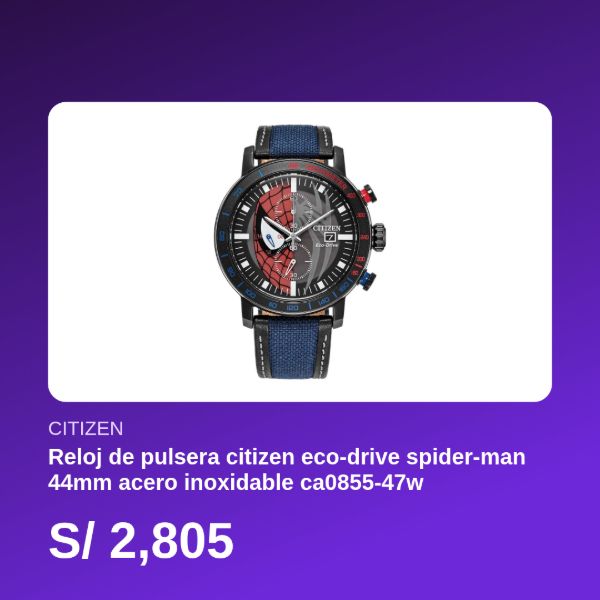 CITIZEN
Eco-Drive
7
CITIZEN
Reloj de pulsera citizen eco-drive spider-man
44mm acero inoxidable ca0855-47w
S/ 2,805